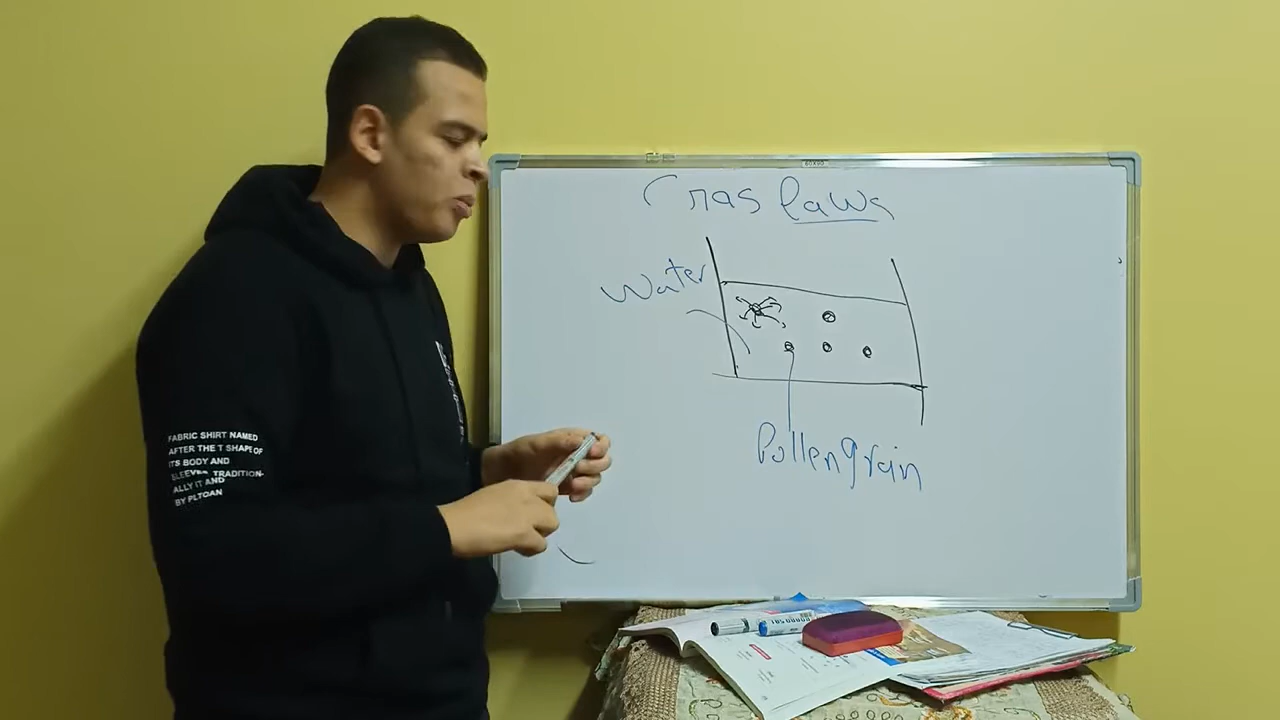 Gas Laws
Water
Pollen grain
60X90
FABRIC SHIRT NAMED
AFTER THE T SHAPE OF
ITS BODY AND
SLEEVES TRADITION-
ALLY IT AND
BY PLTOAN